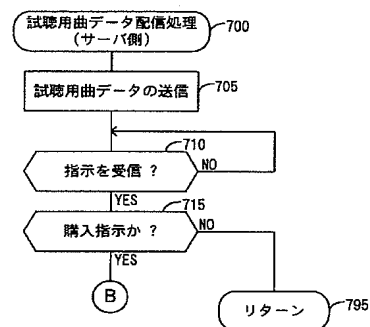 試聴用曲データ配信処理
(サーバ側)
700
試聴用曲データの送信
705
710
指示を受信 ?
NO
YES
715
購入指示か ?
NO
YES
B
リターン
795